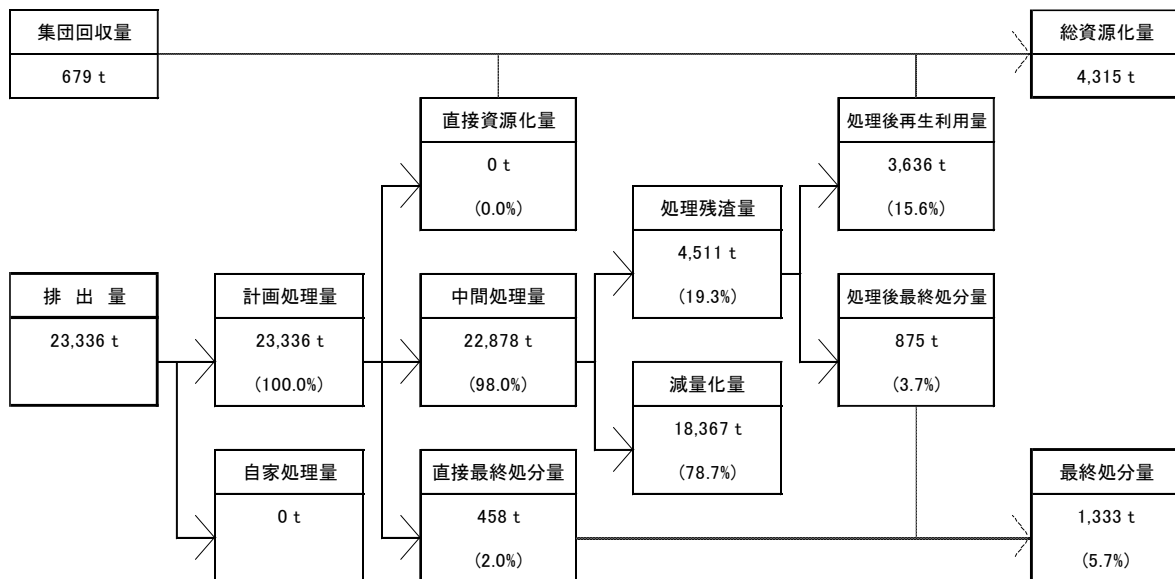 集団回収量
679 t
総資源化量
4,315 t
直接資源化量
0 t
(0.0%)
処理後再生利用量
3,636 t
(15.6%)
処理残渣量
4,511 t
(19.3%)
排 出 量
23,336 t
計画処理量
23,336 t
(100.0%)
中間処理量
22,878 t
(98.0%)
処理後最終処分量
875 t
(3.7%)
減量化量
18,367 t
(78.7%)
自家処理量
0 t
直接最終処分量
458 t
(2.0%)
最終処分量
1,333 t
(5.7%)